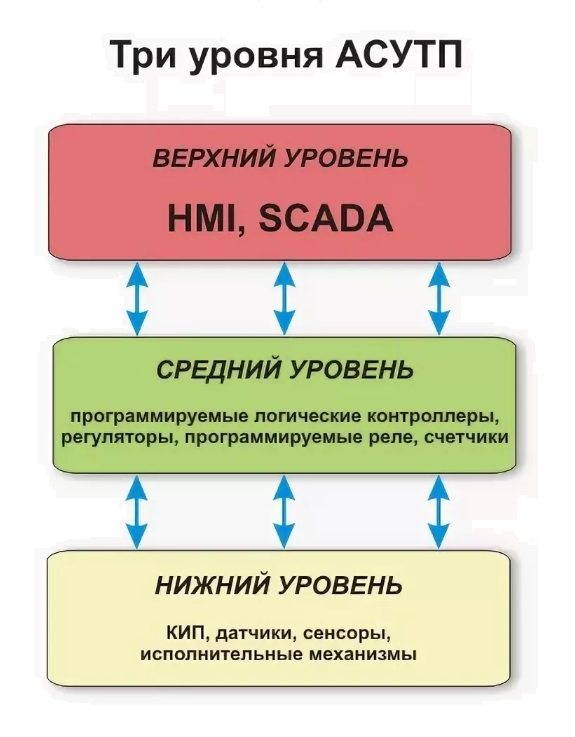 Три уровня АСУТП
ВЕРХНИЙ УРОВЕНЬ
HMI, SCADA
СРЕДНИЙ УРОВЕНЬ
программируемые логические контроллеры,
регуляторы, программируемые реле, счетчики
НИЖНИЙ УРОВЕНЬ
КИП, датчики, сенсоры,
исполнительные механизмы